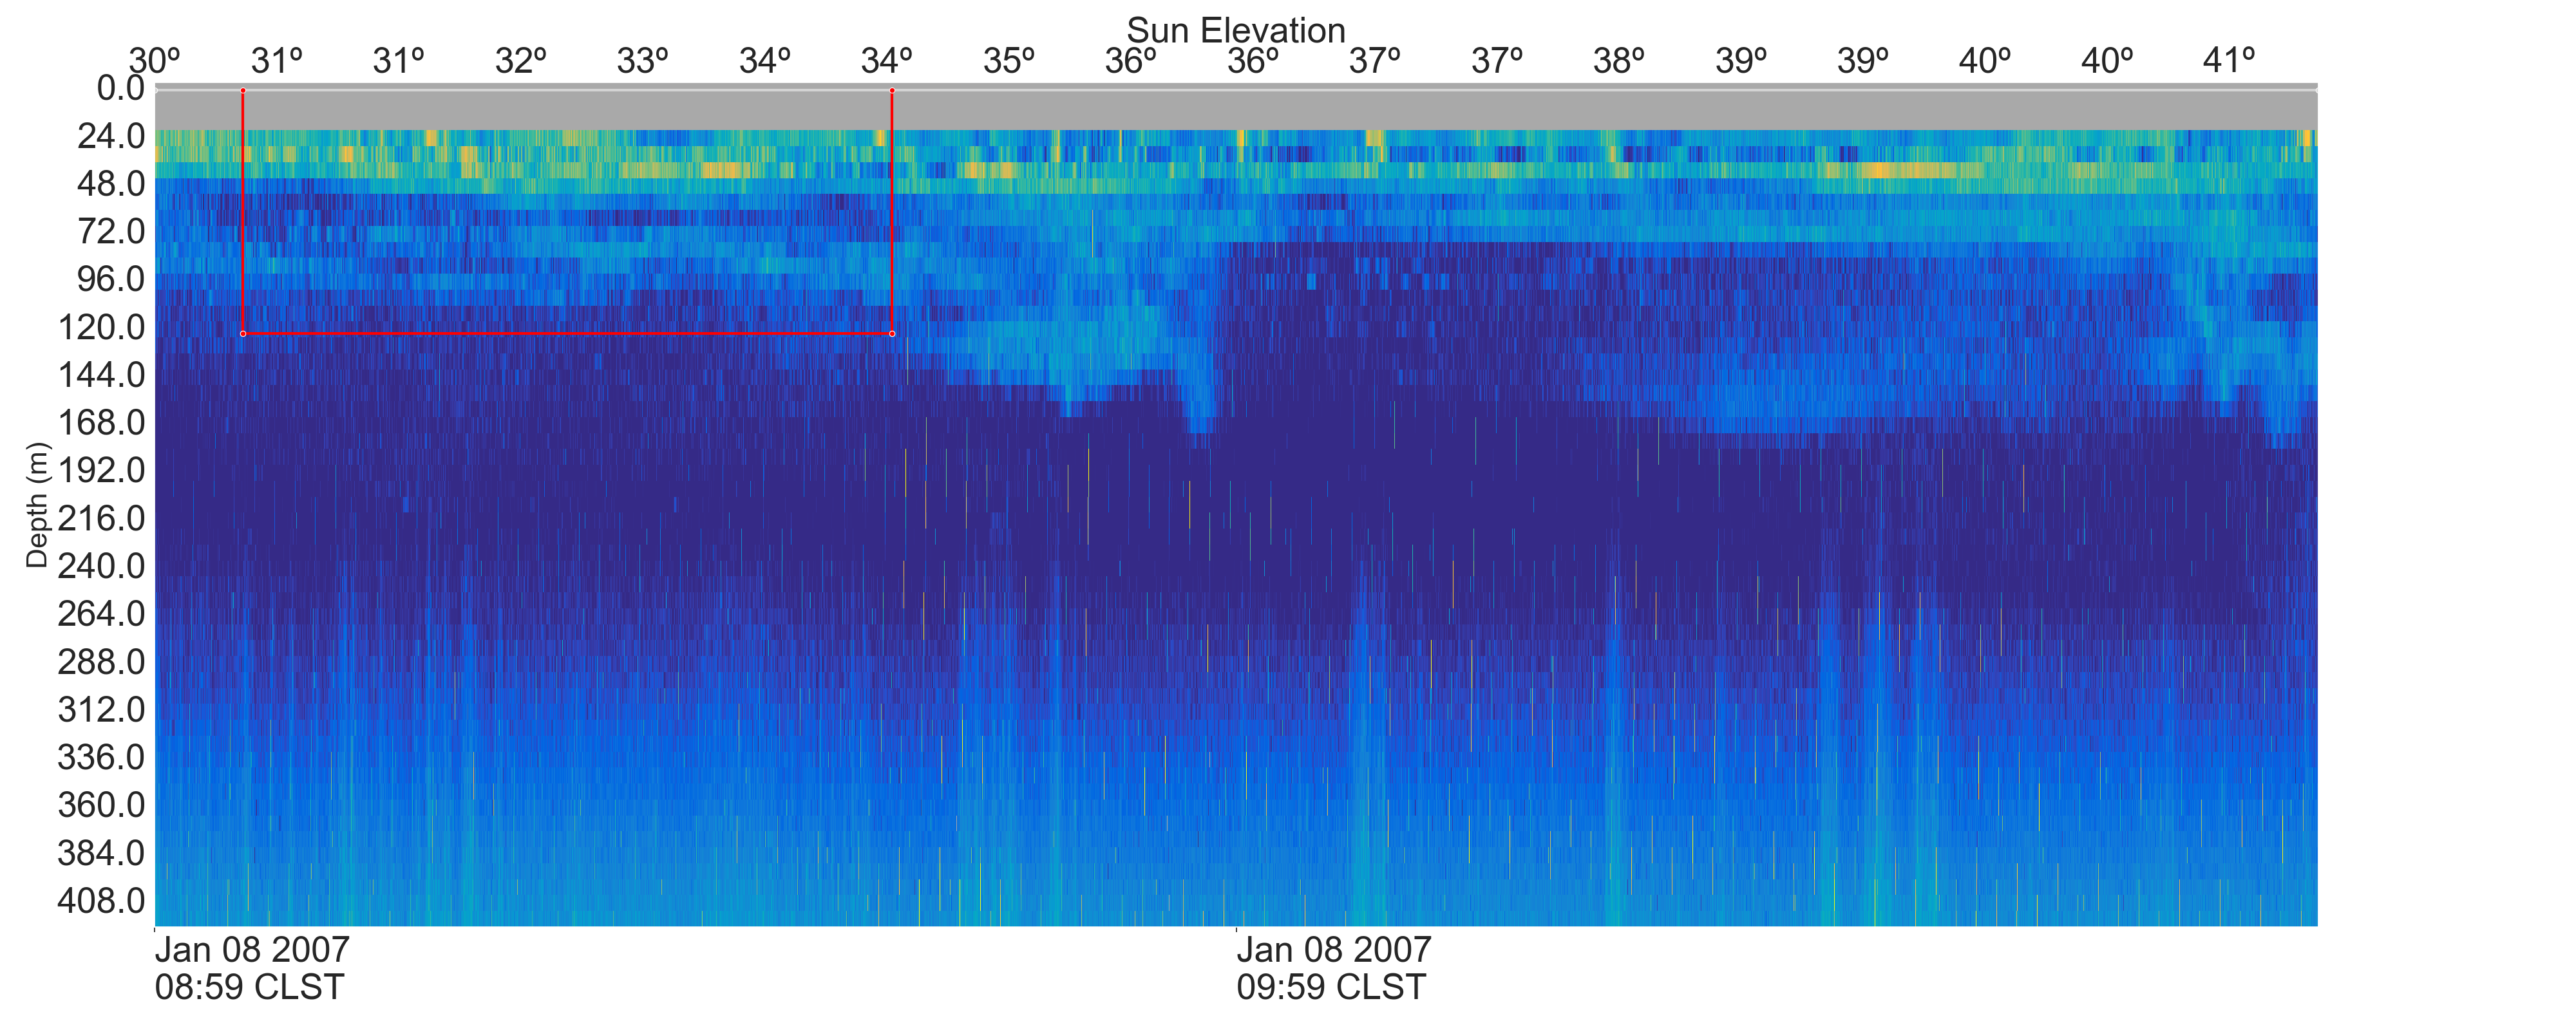 Sun Elevation
30º 31º 31º 32º 33º 34º 34º 35º 36º 36º 37º 37º 38º 39º 39º 40º 40º 41º
0.0
24.0
48.0
72.0
96.0
120.0
144.0
168.0
192.0
216.0
240.0
264.0
288.0
312.0
336.0
360.0
384.0
408.0
Depth (m)
Jan 08 2007
08:59 CLST
Jan 08 2007
09:59 CLST